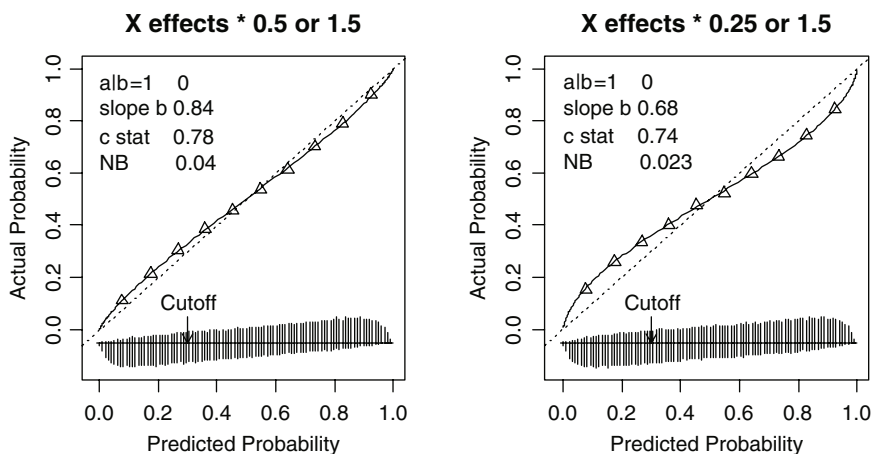 X effects * 0.5 or 1.5
Actual Probability
1.0
0.8
0.6
0.4
0.2
0.0
a|b=1 0
slope b 0.84
c stat 0.78
NB 0.04
Cutoff
0.0 0.2 0.4 0.6 0.8 1.0
Predicted Probability
X effects * 0.25 or 1.5
Actual Probability
1.0
0.8
0.6
0.4
0.2
0.0
a|b=1 0
slope b 0.68
c stat 0.74
NB 0.023
Cutoff
0.0 0.2 0.4 0.6 0.8 1.0
Predicted Probability